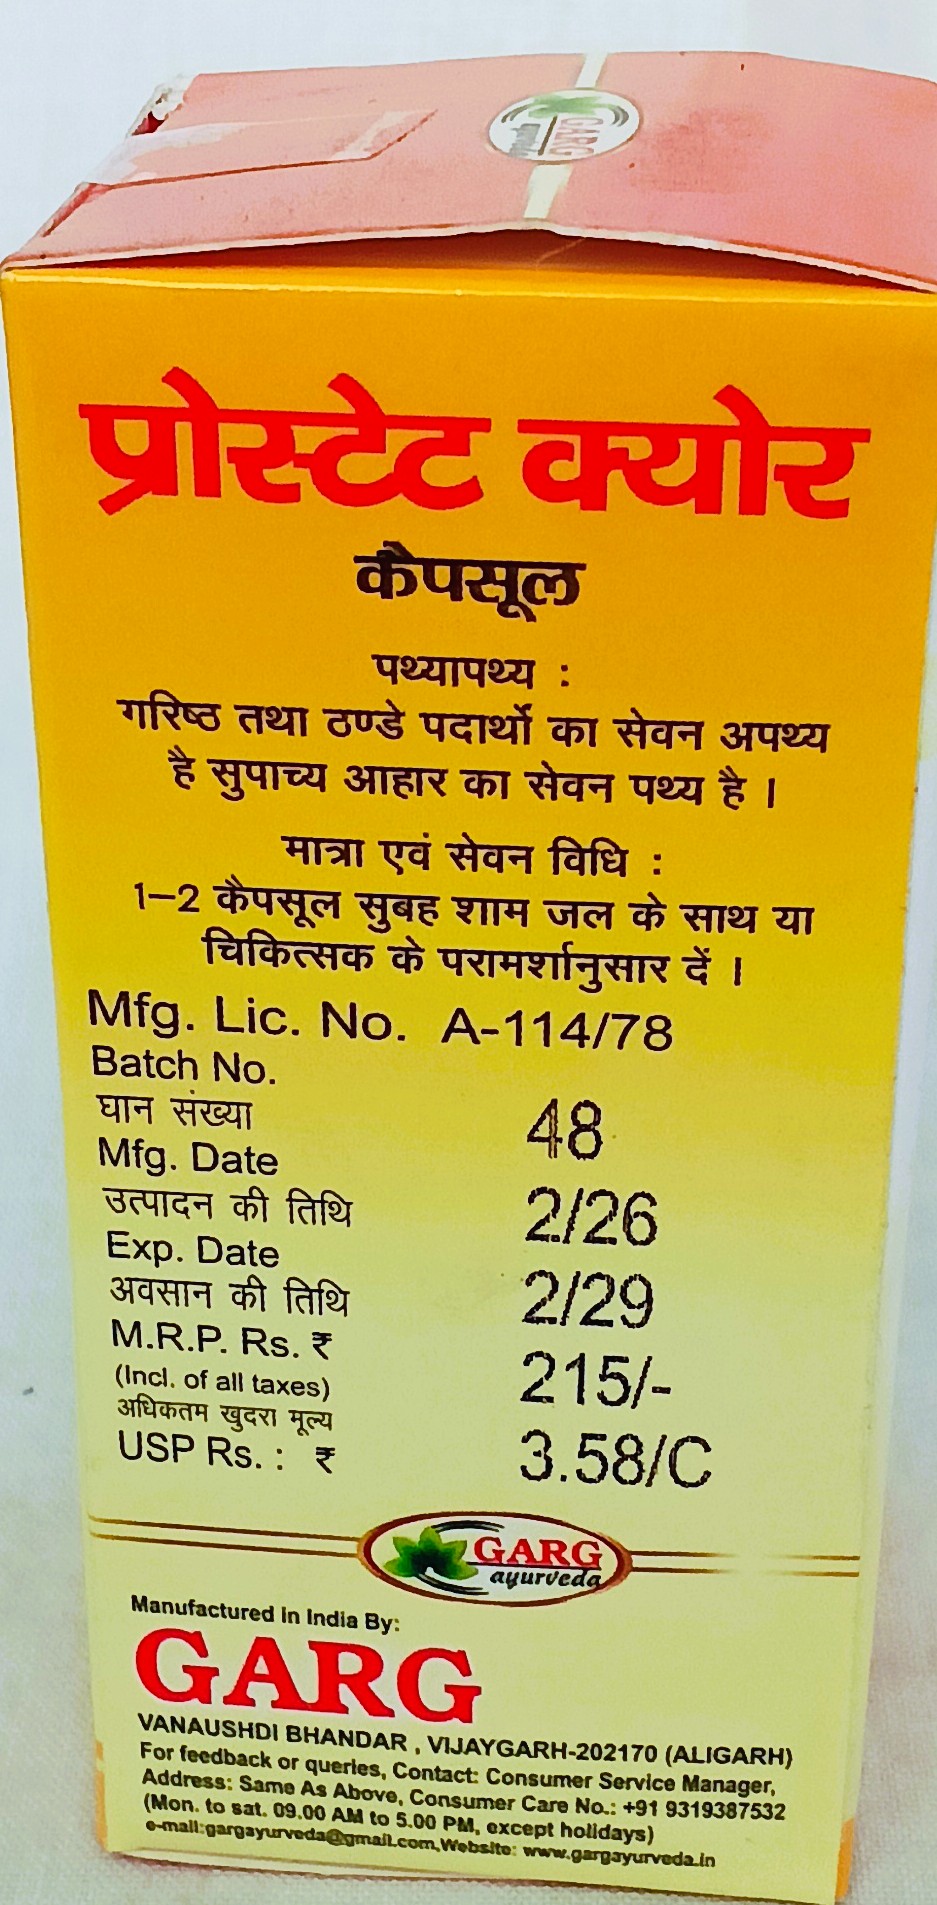 GARG
प्रोस्टेट क्योर
कैपसूल
पथ्यापथ्य :
गरिष्ठ तथा ठण्डे पदार्थो का सेवन अपथ्य
है सुपाच्य आहार का सेवन पथ्य है ।
मात्रा एवं सेवन विधि :
1-2 कैपसूल सुबह शाम जल के साथ या
चिकित्सक के परामर्शानुसार दें ।
Mfg. Lic. No. A-114/78
Batch No.
घान संख्या 48
Mfg. Date
उत्पादन की तिथि 2/26
Exp. Date
अवसान की तिथि 2/29
M.R.P. Rs. ₹
(Incl. of all taxes) 215/-
अधिकतम खुदरा मूल्य
USP Rs. : ₹ 3.58/C
GARG
ayurveda
Manufactured in India By:
GARG
VANAUSHDI BHANDAR , VIJAYGARH-202170 (ALIGARH)
For feedback or queries, Contact: Consumer Service Manager,
Address: Same As Above, Consumer Care No.: +91 9319387532
(Mon. to sat. 09.00 AM to 5.00 PM, except holidays)
e-mail:gargayurveda@gmail.com,Website: www.gargayurveda.in